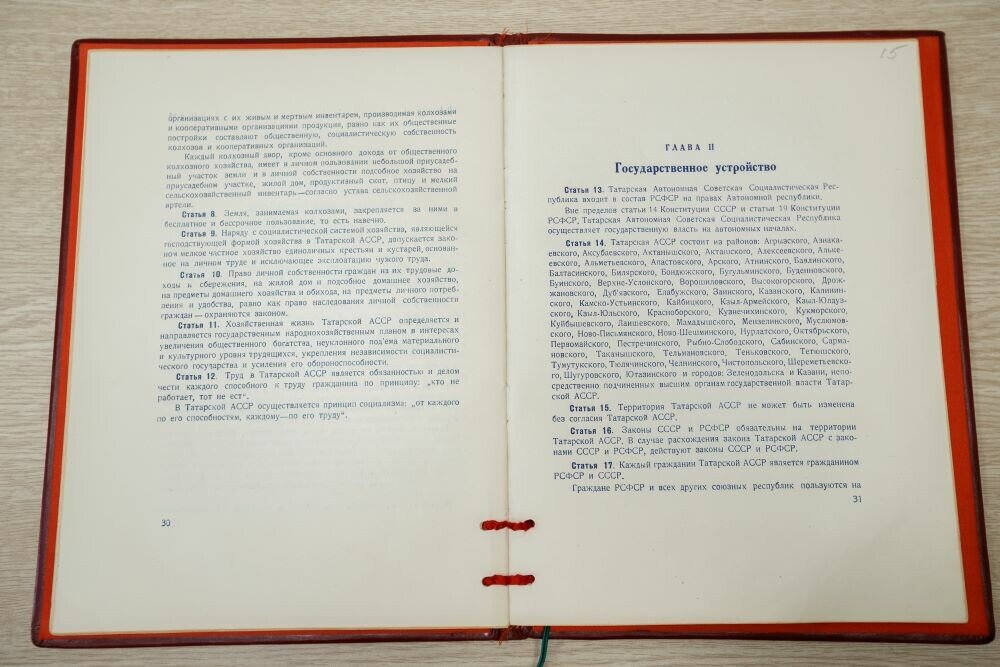 организациях с их живым и мертвым инвентарем, производимая колхозами
и кооперативными организациями продукция, равно как их общественные
постройки составляют общественную, социалистическую собственность
колхозов и кооперативных организаций.
Каждый колхозный двор, кроме основного дохода от общественного
колхозного хозяйства, имеет в личном пользовании небольшой приусадеб-
ный участок земли и в личной собственности подсобное хозяйство на
приусадебном участке, жилой дом, продуктивный скот, птицу и мелкий
сельскохозяйственный инвентарь—согласно устава сельскохозяйственной
артели.
Статья 8. Земля, занимаемая колхозами, закрепляется за ними в
бесплатное и бессрочное пользование, то есть навечно.
Статья 9. Наряду с социалистической системой хозяйства, являющейся
господствующей формой хозяйства в Татарской АССР, допускается зако-
ном мелкое частное хозяйство единоличных крестьян и кустарей, основан-
ное на личном труде и исключающее эксплоатацию чужого труда.
Статья 10. Право личной собственности граждан на их трудовые до-
ходы и сбережения, на жилой дом и подсобное домашнее хозяйство,
на предметы домашнего хозяйства и обихода, на предметы личного потреб-
ления и удобства, равно как право наследования личной собственности
граждан—охраняются законом.
Статья 11. Хозяйственная жизнь Татарской АССР определяется и
направляется государственным народнохозяйственным планом в интересах
увеличения общественного богатства, неуклонного под'ема материального
и культурного уровня трудящихся, укрепления независимости социалисти-
ческого государства и усиления его обороноспособности.
Статья 12. Труд в Татарской АССР является обязанностью и делом
чести каждого способного к труду гражданина по принципу: „кто не
работает, тот не ест“.
В Татарской АССР осуществляется принцип социализма: „от каждого
по его способностям, каждому—по его труду“.
30
15
ГЛАВА II
Государственное устройство
Статья 13. Татарская Автономная Советская Социалистическая Рес-
публика входит в состав РСФСР на правах Автономной республики.
Вне пределов статьи 14 Конституции СССР и статьи 19 Конституции
РСФСР, Татарская Автономная Советская Социалистическая Республика
осуществляет государственную власть на автономных началах.
Статья 14. Татарская АССР состоит из районов: Агрызского, Азнака-
евского, Аксубаевского, Актанышского, Акташского, Алексеевского, Альке-
евского, Альметьевского, Апастовского, Арского, Атнинского, Бавлинского,
Балтасинского, Билярского, Бондюжского, Бугульминского, Буденновского,
Буинского, Верхне-Услонского, Ворошиловского, Высокогорского, Дрож-
жановского, Дуб'язского, Елабужского, Заинского, Казанского, Калинин-
ского, Камско-Устьинского, Кайбицкого, Кзыл-Армейского, Кзыл-Юлдуз-
ского, Кзыл-Юльского, Красноборского, Кузнечихинского, Кукморского,
Куйбышевского, Лаишевского, Мамадышского, Мензелинского, Муслюмов-
ского, Ново-Письмянского, Ново-Шешминского, Нурлатского, Октябрьского,
Первомайского, Пестречинского, Рыбно-Слободского, Сабинского, Сарма-
новского, Таканышского, Тельмановского, Теньковского, Тетюшского,
Тумутукского, Тюлячинского, Челнинского, Чистопольского, Шереметьевско-
го, Шугуровского, Ютазинского и городов: Зеленодольска и Казани, непо-
средственно подчиненных высшим органам государственной власти Татар-
ской АССР.
Статья 15. Территория Татарской АССР не может быть изменена
без согласия Татарской АССР.
Статья 16. Законы СССР и РСФСР обязательны на территории
Татарской АССР. В случае расхождения закона Татарской АССР с зако-
нами СССР и РСФСР, действуют законы СССР и РСФСР.
Статья 17. Каждый гражданин Татарской АССР является гражданином
РСФСР и СССР.
Граждане РСФСР и всех других союзных республик пользуются на
31